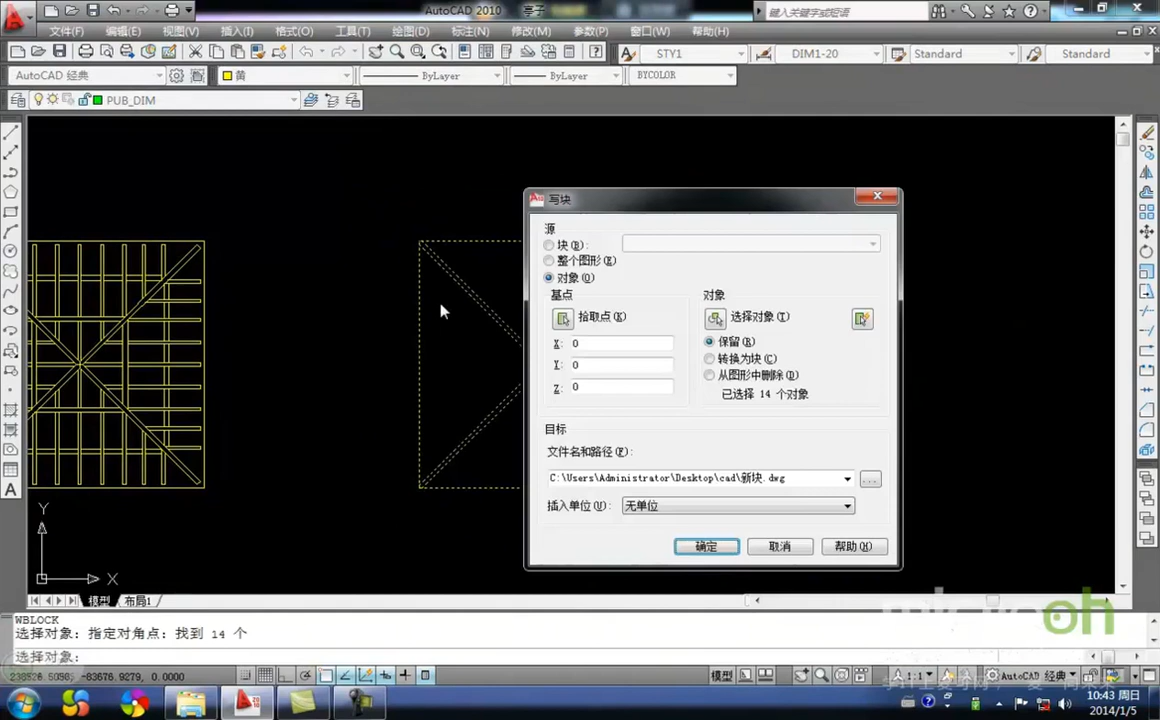 AutoCAD 2010 亭子
键入关键字或短语
文件(F) 编辑(E) 视图(V) 插入(I) 格式(O) 工具(T) 绘图(D) 标注(N) 修改(M) 参数(P) 窗口(W) 帮助(H)
STY1 DIM1-20 Standard Standard
AutoCAD 经典 黄 ByLayer ByLayer BYCOLOR
PUB_DIM
写块
源
块(B):
整个图形(E)
对象(O)
基点 对象
拾取点(K) 选择对象(T)
X: 0
保留(R)
转换为块(C)
Y: 0
从图形中删除(D)
Z: 0
已选择 14 个对象
目标
文件名和路径(F):
C:\Users\Administrator\Desktop\cad\新块.dwg ...
插入单位(U): 无单位
确定 取消 帮助(H)
Y
X
模型 布局1
WBLOCK
选择对象: 指定对角点: 找到 14 个
选择对象:
oh
模型 1:1 AutoCAD 经典
10:43 周日
2014/1/5